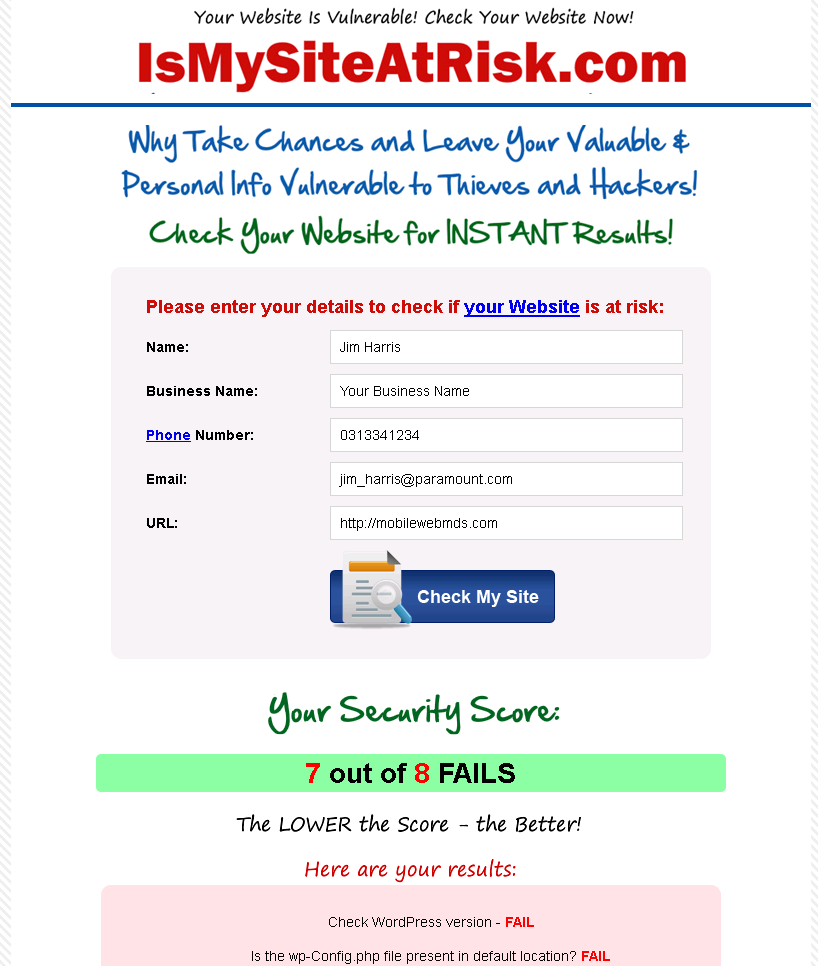 Your Website Is Vulnerable! Check Your Website Now!
IsMySiteAtRisk.com
Why Take Chances and Leave Your Valuable &
Personal Info Vulnerable to Thieves and Hackers!
Check Your Website for INSTANT Results!
Please enter your details to check if your Website is at risk:
Name: Jim Harris
Business Name: Your Business Name
Phone Number: 0313341234
Email: jim_harris@paramount.com
URL: http://mobilewebmds.com
Check My Site
Your Security Score:
7 out of 8 FAILS
The LOWER the Score - the Better!
Here are your results:
Check WordPress version - FAIL
Is the wp-Config.php file present in default location? FAIL